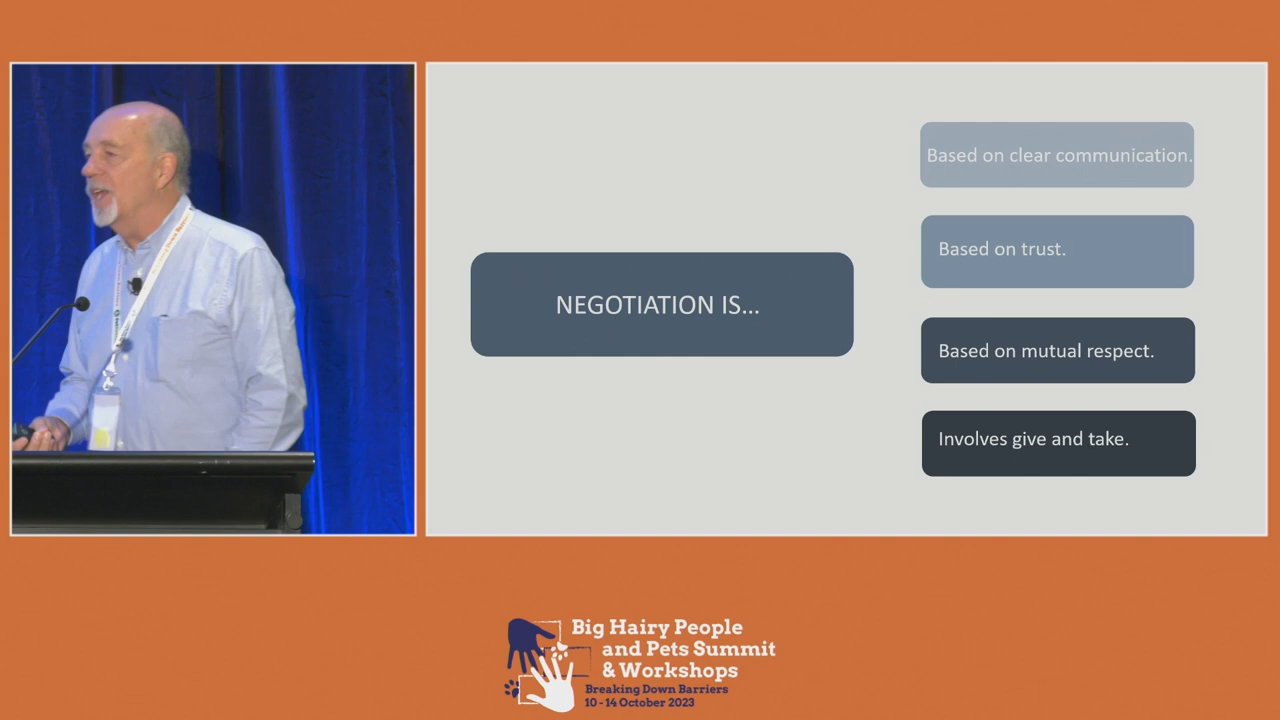 NEGOTIATION IS...
Based on clear communication.
Based on trust.
Based on mutual respect.
Involves give and take.
Big Hairy People
and Pets Summit
& Workshops
Breaking Down Barriers
10 - 14 October 2023